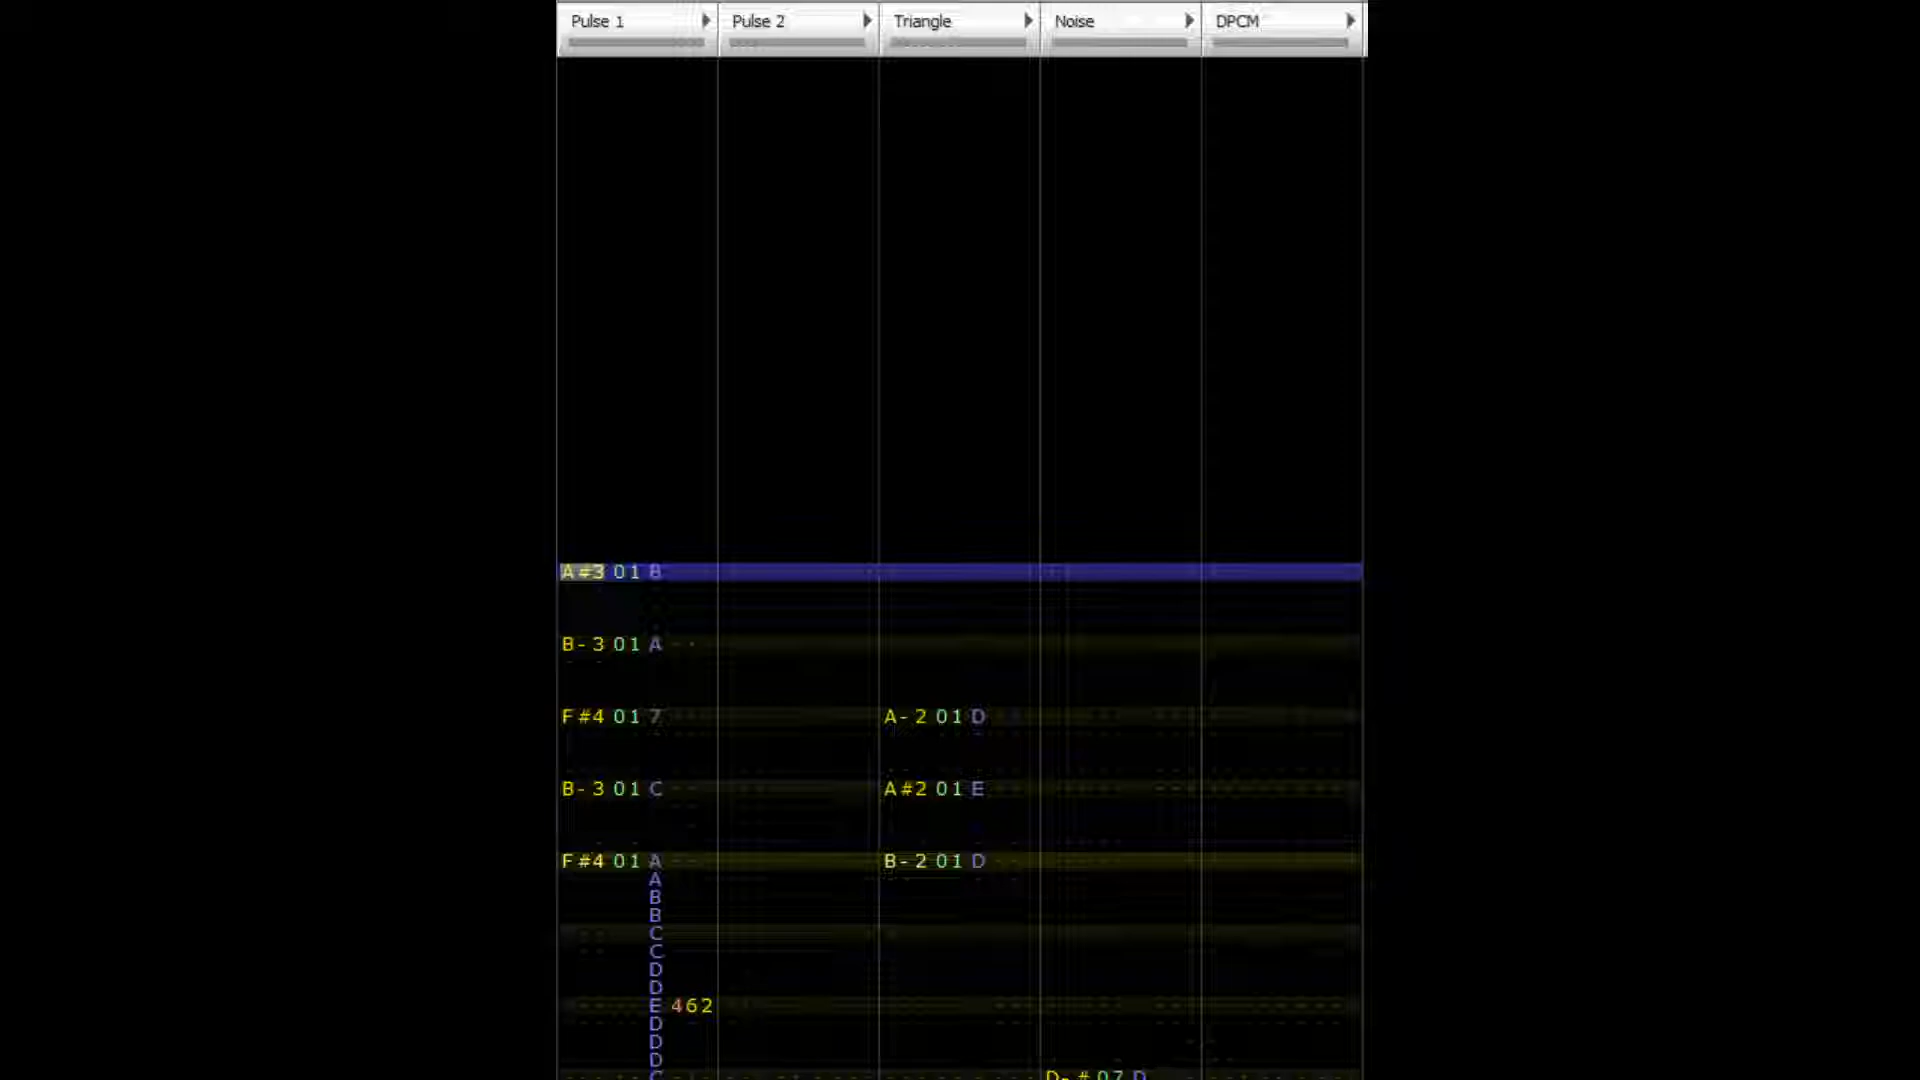 Pulse 1 Pulse 2 Triangle Noise DPCM
A#3 01 B
B-3 01 A
F#4 01 7 A-2 01 D
B-3 01 C A#2 01 E
F#4 01 A B-2 01 D
A
B
B
C
C
D
D
E 462
D
D
D
C D-# 07 D